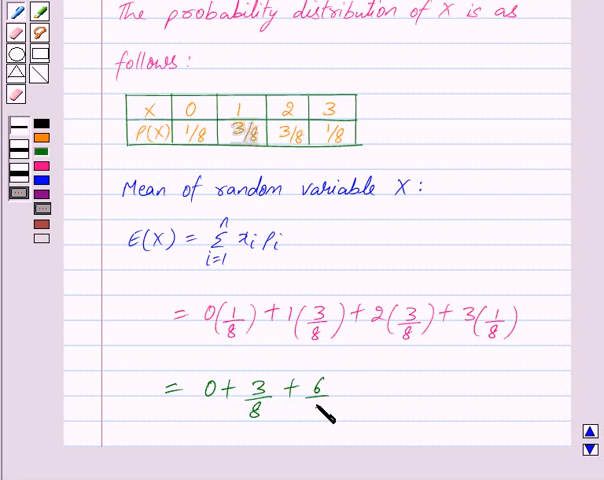 The probability distribution of X is as
follows:
X 0 1 2 3
P(X) 1/8 3/8 3/8 1/8
Mean of random variable X:
E(X) = n∑i=1 xi pi
= 0(1/8) + 1(3/8) + 2(3/8) + 3(1/8)
= 0 + 3/8 + 6/